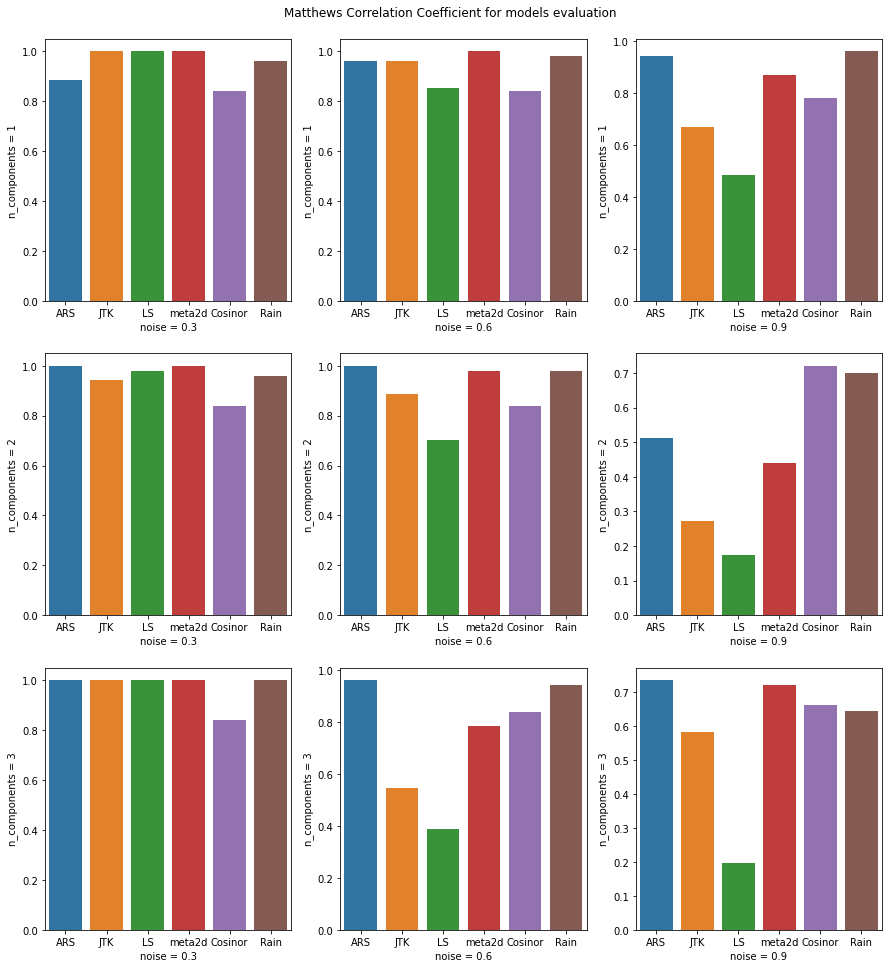 Matthews Correlation Coefficient for models evaluation
1.0
0.8
0.6
0.4
0.2
0.0
n_components = 1
ARS JTK LS meta2d Cosinor Rain
noise = 0.3
1.0
0.8
0.6
0.4
0.2
0.0
n_components = 1
ARS JTK LS meta2d Cosinor Rain
noise = 0.6
1.0
0.8
0.6
0.4
0.2
0.0
n_components = 1
ARS JTK LS meta2d Cosinor Rain
noise = 0.9
1.0
0.8
0.6
0.4
0.2
0.0
n_components = 2
ARS JTK LS meta2d Cosinor Rain
noise = 0.3
1.0
0.8
0.6
0.4
0.2
0.0
n_components = 2
ARS JTK LS meta2d Cosinor Rain
noise = 0.6
0.7
0.6
0.5
0.4
0.3
0.2
0.1
0.0
n_components = 2
ARS JTK LS meta2d Cosinor Rain
noise = 0.9
1.0
0.8
0.6
0.4
0.2
0.0
n_components = 3
ARS JTK LS meta2d Cosinor Rain
noise = 0.3
1.0
0.8
0.6
0.4
0.2
0.0
n_components = 3
ARS JTK LS meta2d Cosinor Rain
noise = 0.6
0.7
0.6
0.5
0.4
0.3
0.2
0.1
0.0
n_components = 3
ARS JTK LS meta2d Cosinor Rain
noise = 0.9